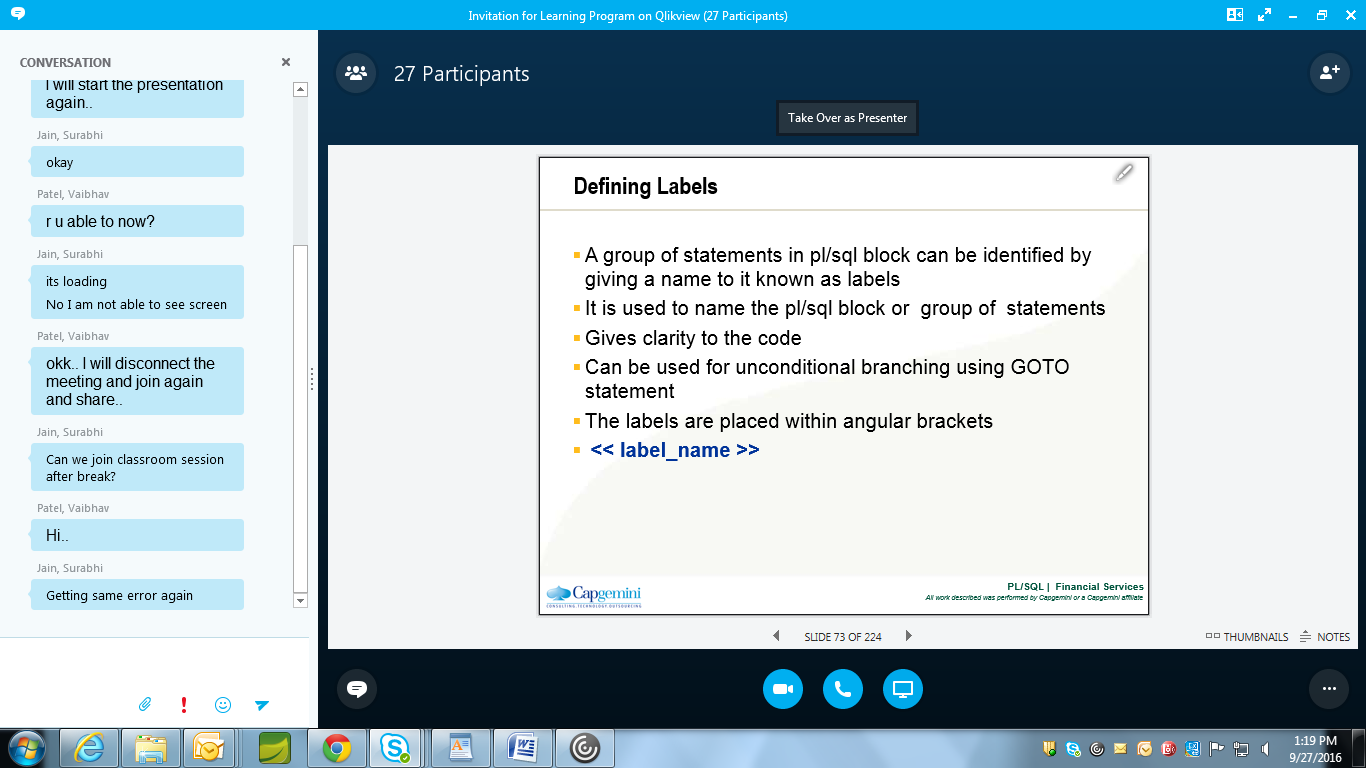 Invitation for Learning Program on Qlikview (27 Participants)
CONVERSATION
I will start the presentation
again..
Jain, Surabhi
okay
Patel, Vaibhav
r u able to now?
Jain, Surabhi
its loading
No I am not able to see screen
Patel, Vaibhav
okk.. I will disconnect the
meeting and join again
and share..
Jain, Surabhi
Can we join classroom session
after break?
Patel, Vaibhav
Hi..
Jain, Surabhi
Getting same error again
27 Participants
Take Over as Presenter
Defining Labels
A group of statements in pl/sql block can be identified by
giving a name to it known as labels
It is used to name the pl/sql block or  group of  statements
Gives clarity to the code
Can be used for unconditional branching using GOTO
statement
The labels are placed within angular brackets
<< label_name >>
Capgemini
CONSULTING.TECHNOLOGY.OUTSOURCING
PL/SQL | Financial Services
All work described was performed by Capgemini or a Capgemini affiliate
SLIDE 73 OF 224
THUMBNAILS
NOTES
1:19 PM
9/27/2016